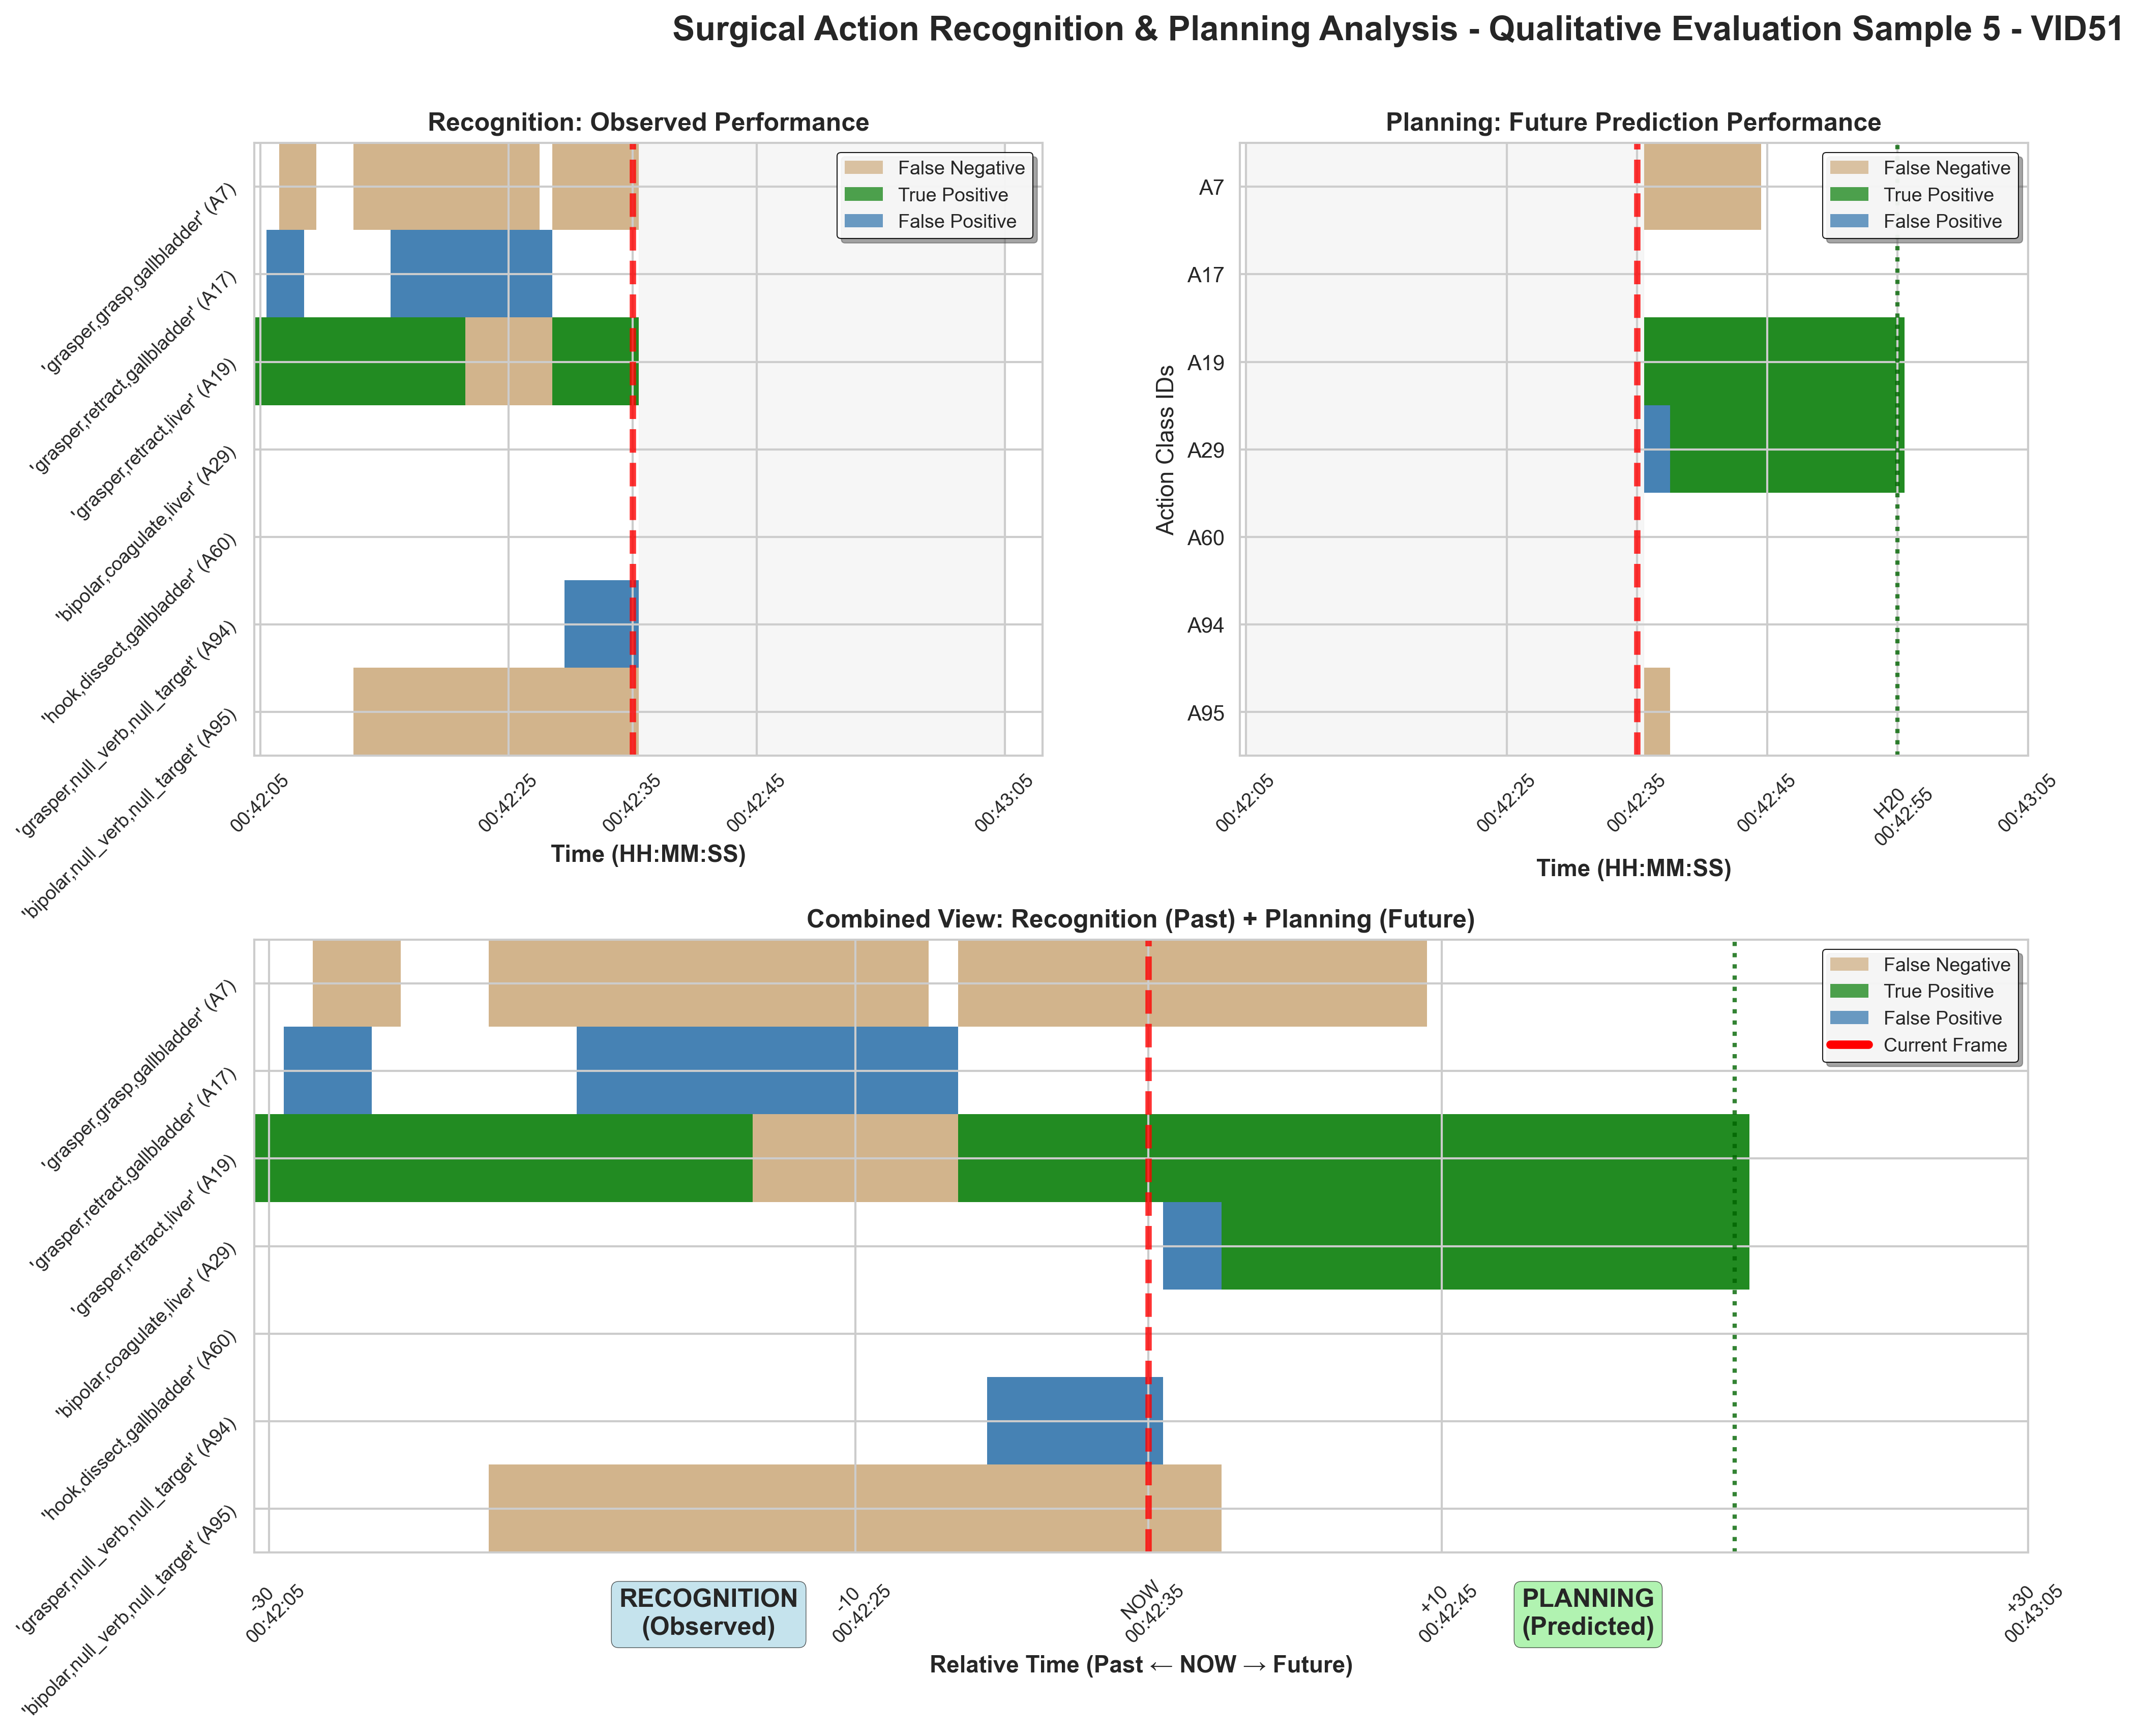 Surgical Action Recognition & Planning Analysis - Qualitative Evaluation Sample 5 - VID51
Recognition: Observed Performance
False Negative
True Positive
False Positive
'grasper,grasp,gallbladder' (A7)
'grasper,retract,gallbladder' (A17)
'grasper,retract,liver' (A19)
'bipolar,coagulate,liver' (A29)
'hook,dissect,gallbladder' (A60)
'grasper,null_verb,null_target' (A94)
'bipolar,null_verb,null_target' (A95)
00:42:05
00:42:25
00:42:35
00:42:45
00:43:05
Time (HH:MM:SS)
Planning: Future Prediction Performance
False Negative
True Positive
False Positive
Action Class IDs
A7
A17
A19
A29
A60
A94
A95
00:42:05
00:42:25
00:42:35
00:42:45
H20
00:42:55
00:43:05
Time (HH:MM:SS)
Combined View: Recognition (Past) + Planning (Future)
False Negative
True Positive
False Positive
Current Frame
'grasper,grasp,gallbladder' (A7)
'grasper,retract,gallbladder' (A17)
'grasper,retract,liver' (A19)
'bipolar,coagulate,liver' (A29)
'hook,dissect,gallbladder' (A60)
'grasper,null_verb,null_target' (A94)
'bipolar,null_verb,null_target' (A95)
-30
00:42:05
RECOGNITION
(Observed)
-10
00:42:25
NOW
00:42:35
+10
00:42:45
PLANNING
(Predicted)
+30
00:43:05
Relative Time (Past ← NOW → Future)